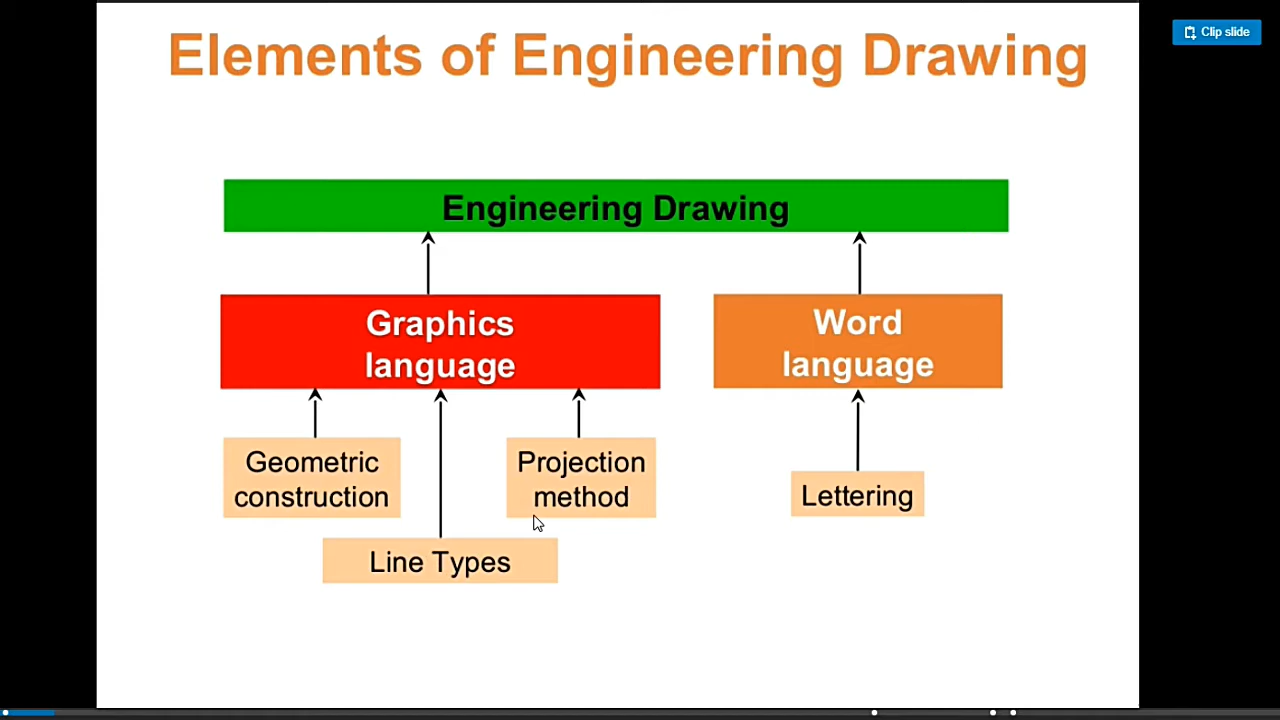 Clip slide
Elements of Engineering Drawing
Engineering Drawing
Graphics
language
Word
language
Geometric
construction
Projection
method
Lettering
Line Types